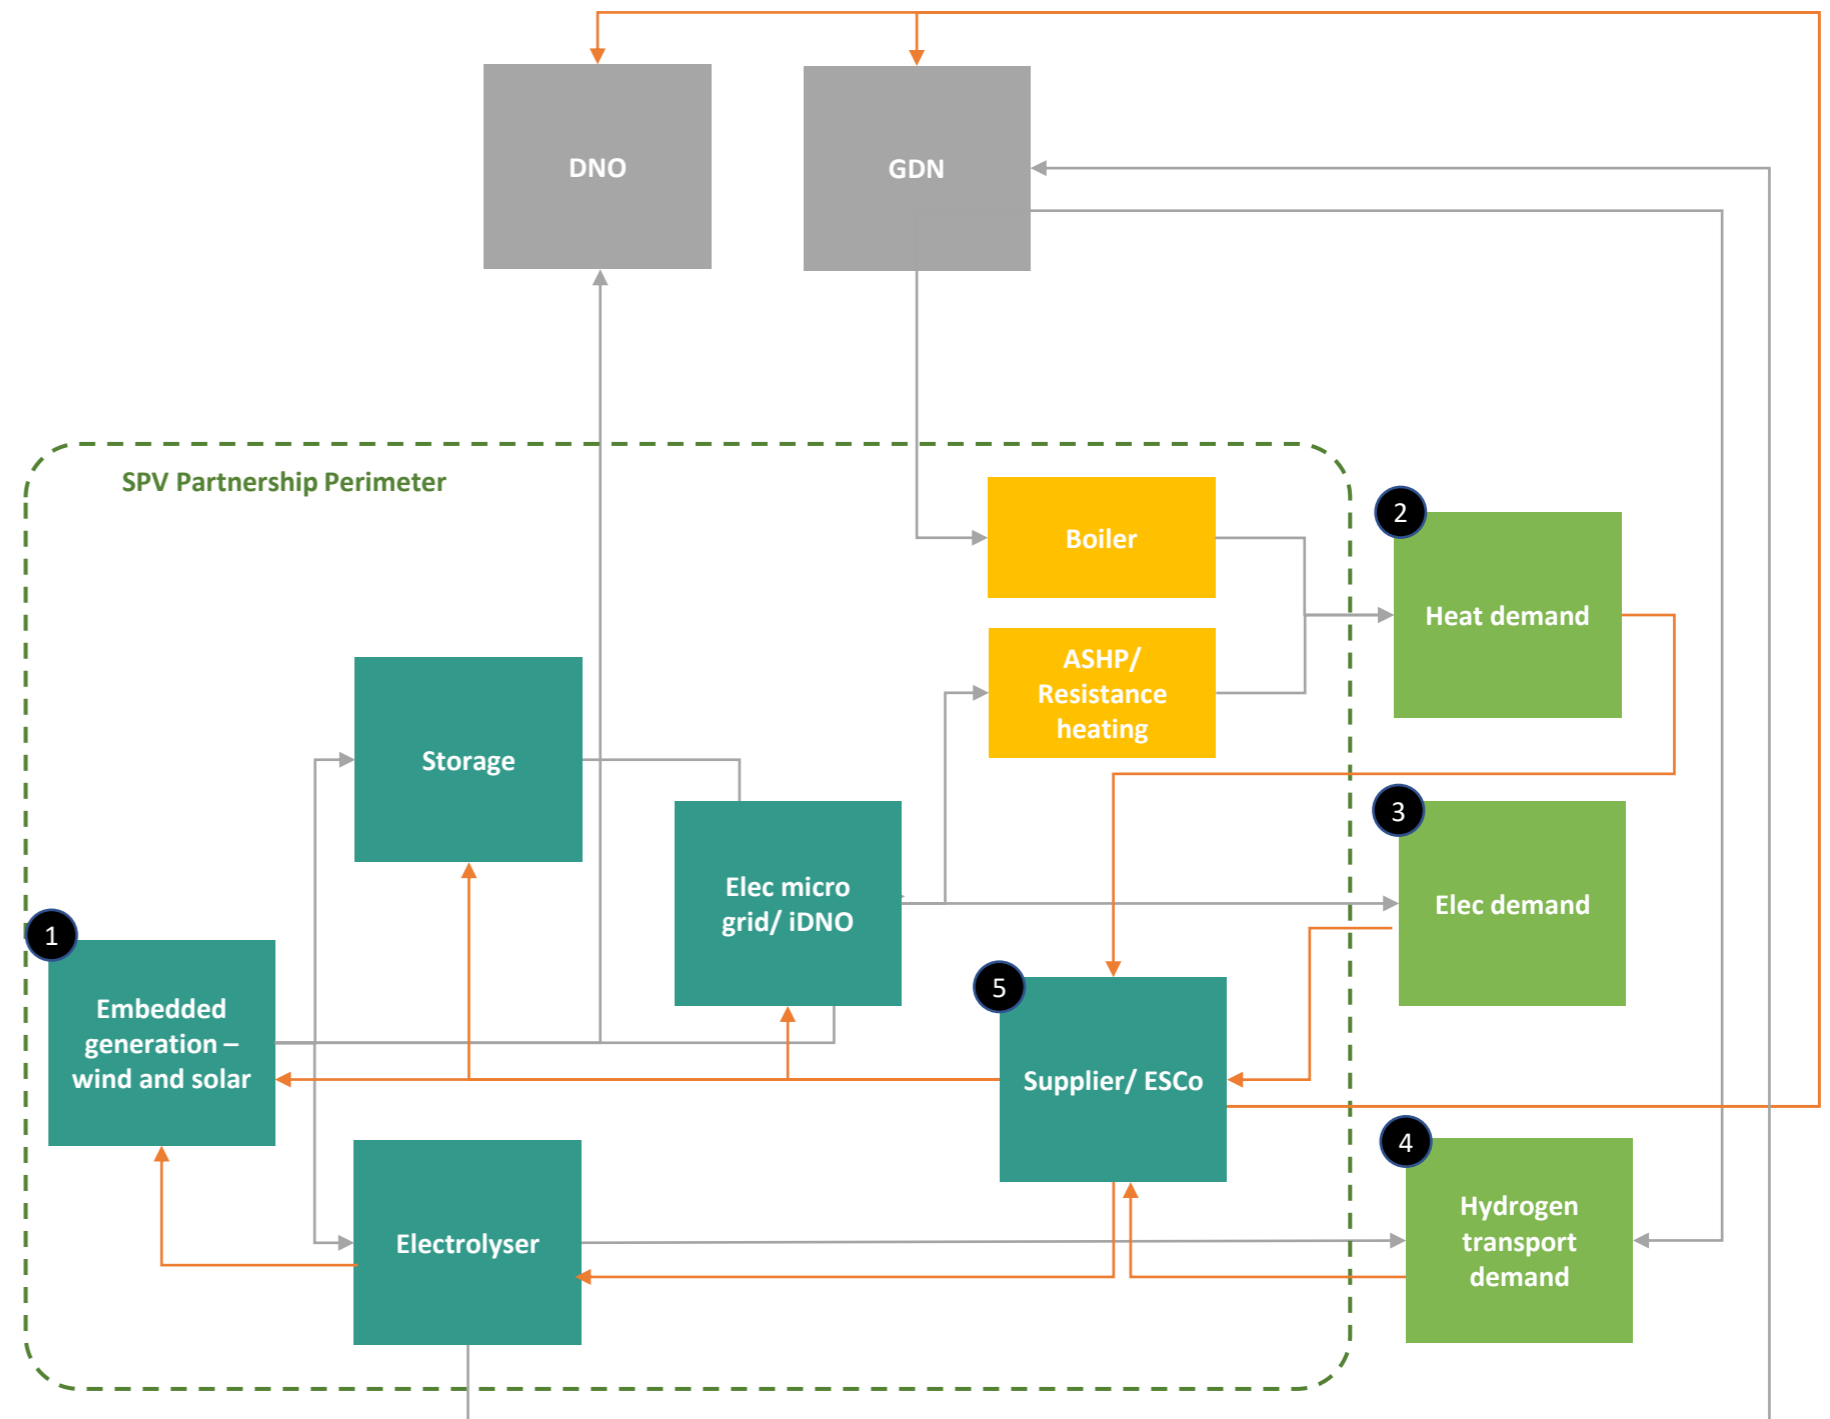 DNO
GDN
SPV Partnership Perimeter
Boiler
2
Heat demand
ASHP/
Resistance
heating
Storage
3
Elec micro
grid/ iDNO
Elec demand
1
Embedded
generation –
wind and solar
5
Supplier/ ESCo
4
Electrolyser
Hydrogen
transport
demand